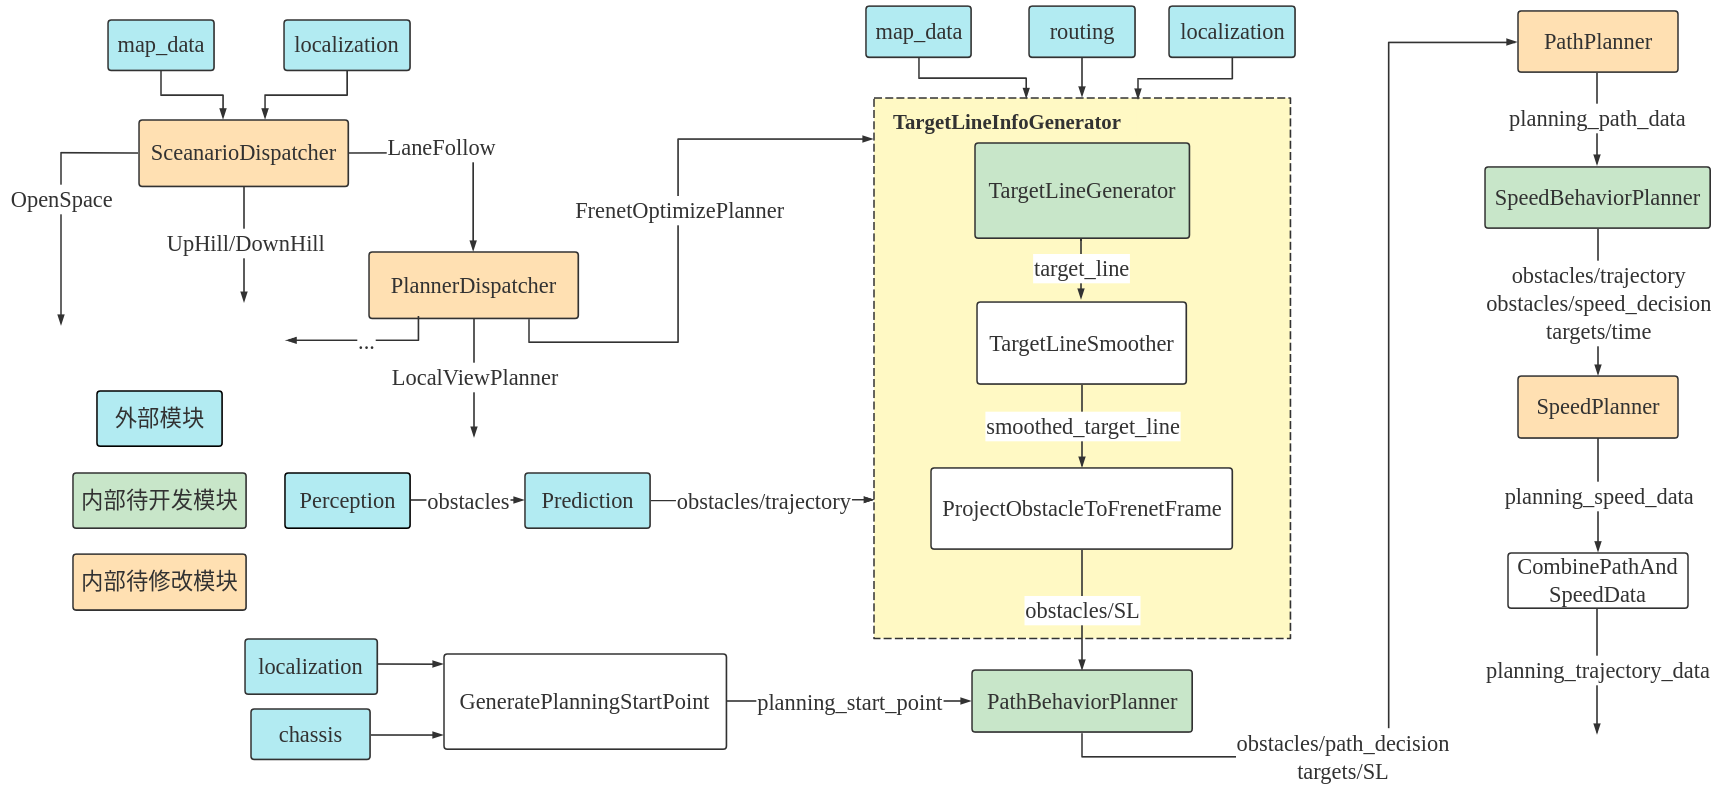 map_data
localization
SceanarioDispatcher
LaneFollow
OpenSpace
UpHill/DownHill
PlannerDispatcher
...
LocalViewPlanner
FrenetOptimizePlanner
外部模块
内部待开发模块
内部待修改模块
Perception
obstacles
Prediction
obstacles/trajectory
localization
chassis
GeneratePlanningStartPoint
planning_start_point
map_data
routing
localization
TargetLineInfoGenerator
TargetLineGenerator
target_line
TargetLineSmoother
smoothed_target_line
ProjectObstacleToFrenetFrame
obstacles/SL
PathBehaviorPlanner
obstacles/path_decision
targets/SL
PathPlanner
planning_path_data
SpeedBehaviorPlanner
obstacles/trajectory
obstacles/speed_decision
targets/time
SpeedPlanner
planning_speed_data
CombinePathAnd
SpeedData
planning_trajectory_data